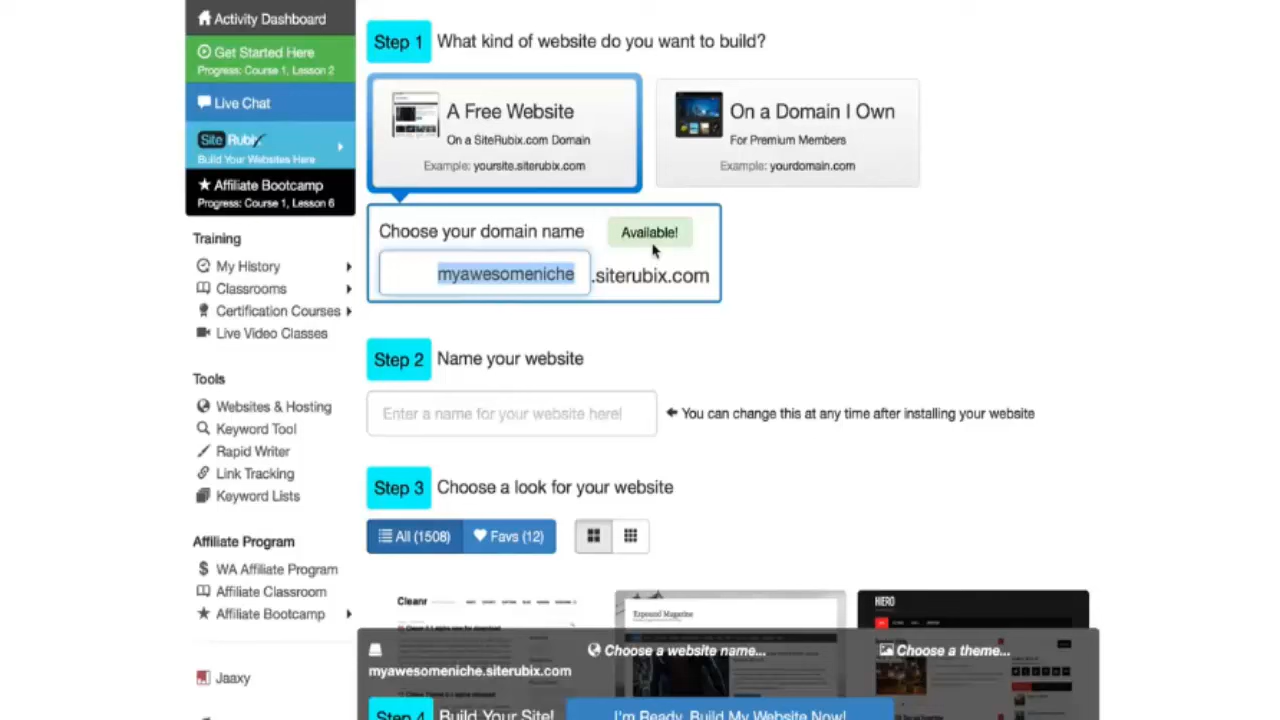 Activity Dashboard
Get Started Here
Progress: Course 1, Lesson 2
Live Chat
Site Rubix
Build Your Websites Here
Affiliate Bootcamp
Progress: Course 1, Lesson 6
Training
My History
Classrooms
Certification Courses
Live Video Classes
Tools
Websites & Hosting
Keyword Tool
Rapid Writer
Link Tracking
Keyword Lists
Affiliate Program
WA Affiliate Program
Affiliate Classroom
Affiliate Bootcamp
Jaaxy
Step 1 What kind of website do you want to build?
A Free Website
On a SiteRubix.com Domain
Example: yoursite.siterubix.com
On a Domain I Own
For Premium Members
Example: yourdomain.com
Choose your domain name Available!
myawesomeniche .siterubix.com
Step 2 Name your website
Enter a name for your website here!
You can change this at any time after installing your website
Step 3 Choose a look for your website
All (1508) Favs (12)
Cleanr
Expound Magazine
HIERO
myawesomeniche.siterubix.com
Choose a website name...
Choose a theme...
Step 4 Build Your Site!
I'm Ready, Build My Website Now!